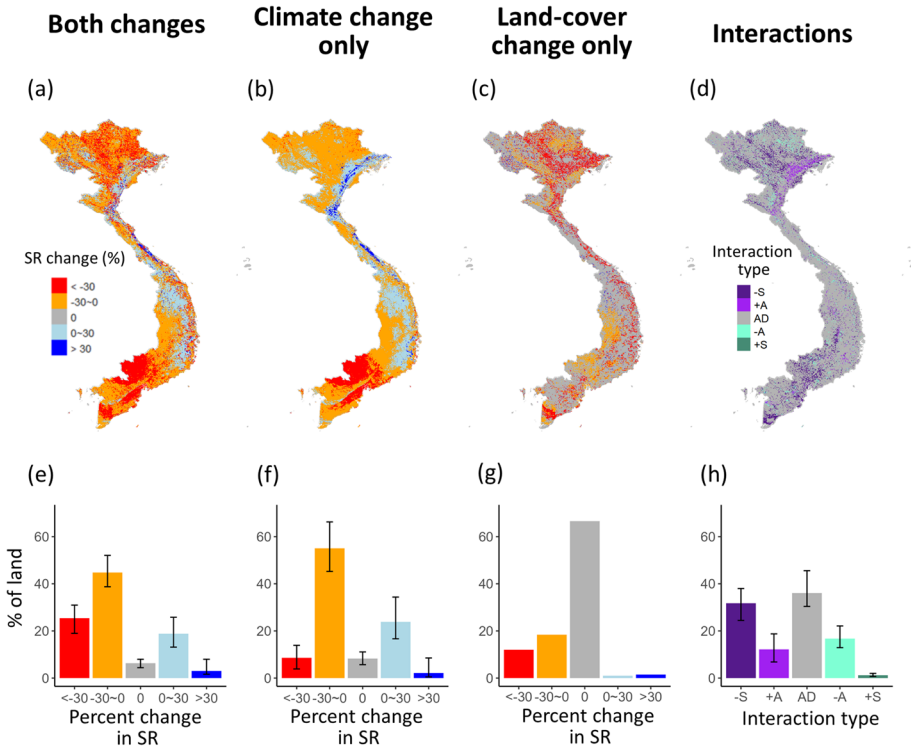 Both changes
Climate change
only
Land-cover
change only
Interactions
(a)
(b)
(c)
(d)
SR change (%)
< -30
-30~0
0
0~30
> 30
Interaction
type
-S
+A
AD
-A
+S
(e)
(f)
(g)
(h)
% of land
60
40
20
0
<-30 -30~0 0 0~30 >30
Percent change
in SR
60
40
20
0
<-30 -30~0 0 0~30 >30
Percent change
in SR
60
40
20
0
<-30 -30~0 0 0~30 >30
Percent change
in SR
60
40
20
0
-S +A AD -A +S
Interaction type